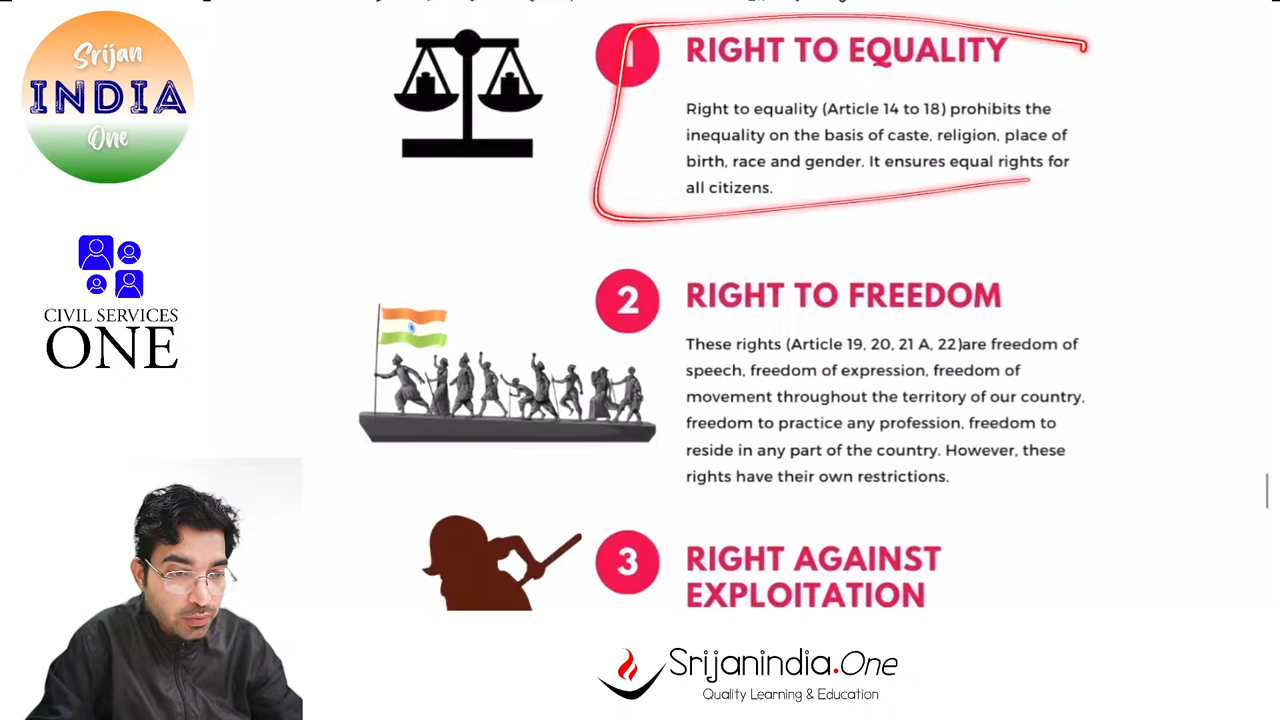 Srijan
INDIA
One
CIVIL SERVICES
ONE
1
RIGHT TO EQUALITY
Right to equality (Article 14 to 18) prohibits the
inequality on the basis of caste, religion, place of
birth, race and gender. It ensures equal rights for
all citizens.
2
RIGHT TO FREEDOM
These rights (Article 19, 20, 21 A, 22)are freedom of
speech, freedom of expression, freedom of
movement throughout the territory of our country,
freedom to practice any profession, freedom to
reside in any part of the country. However, these
rights have their own restrictions.
3
RIGHT AGAINST
EXPLOITATION
Srijanindia.One
Quality Learning & Education